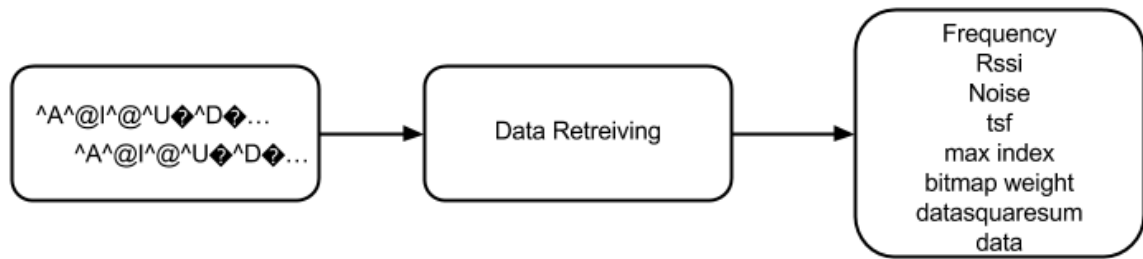 ^A^@I^@^U�^D�…
^A^@I^@^U�^D�…
Data Retreiving
Frequency
Rssi
Noise
tsf
max index
bitmap weight
datasquaresum
data